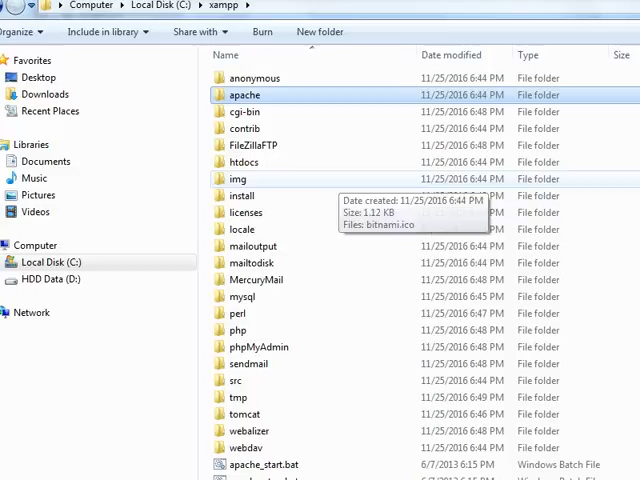 Computer Local Disk (C:) xampp
Organize Include in library Share with Burn New folder
Name Date modified Type Size
Favorites
Desktop
Downloads
Recent Places
Libraries
Documents
Music
Pictures
Videos
Computer
Local Disk (C:)
HDD Data (D:)
Network
anonymous 11/25/2016 6:44 PM File folder
apache 11/25/2016 6:44 PM File folder
cgi-bin 11/25/2016 6:48 PM File folder
contrib 11/25/2016 6:44 PM File folder
FileZillaFTP 11/25/2016 6:48 PM File folder
htdocs 11/25/2016 6:44 PM File folder
img 11/25/2016 6:44 PM File folder
install File folder
licenses File folder
locale 11/25/2016 6:44 PM File folder
mailoutput 11/25/2016 6:44 PM File folder
mailtodisk 11/25/2016 6:44 PM File folder
MercuryMail 11/25/2016 6:48 PM File folder
mysql 11/25/2016 6:45 PM File folder
perl 11/25/2016 6:47 PM File folder
php 11/25/2016 6:48 PM File folder
phpMyAdmin 11/25/2016 6:48 PM File folder
sendmail 11/25/2016 6:48 PM File folder
src 11/25/2016 6:44 PM File folder
tmp 11/25/2016 6:49 PM File folder
tomcat 11/25/2016 6:46 PM File folder
webalizer 11/25/2016 6:48 PM File folder
webdav 11/25/2016 6:44 PM File folder
apache_start.bat 6/7/2013 6:15 PM Windows Batch File
Date created: 11/25/2016 6:44 PM
Size: 1.12 KB
Files: bitnami.ico